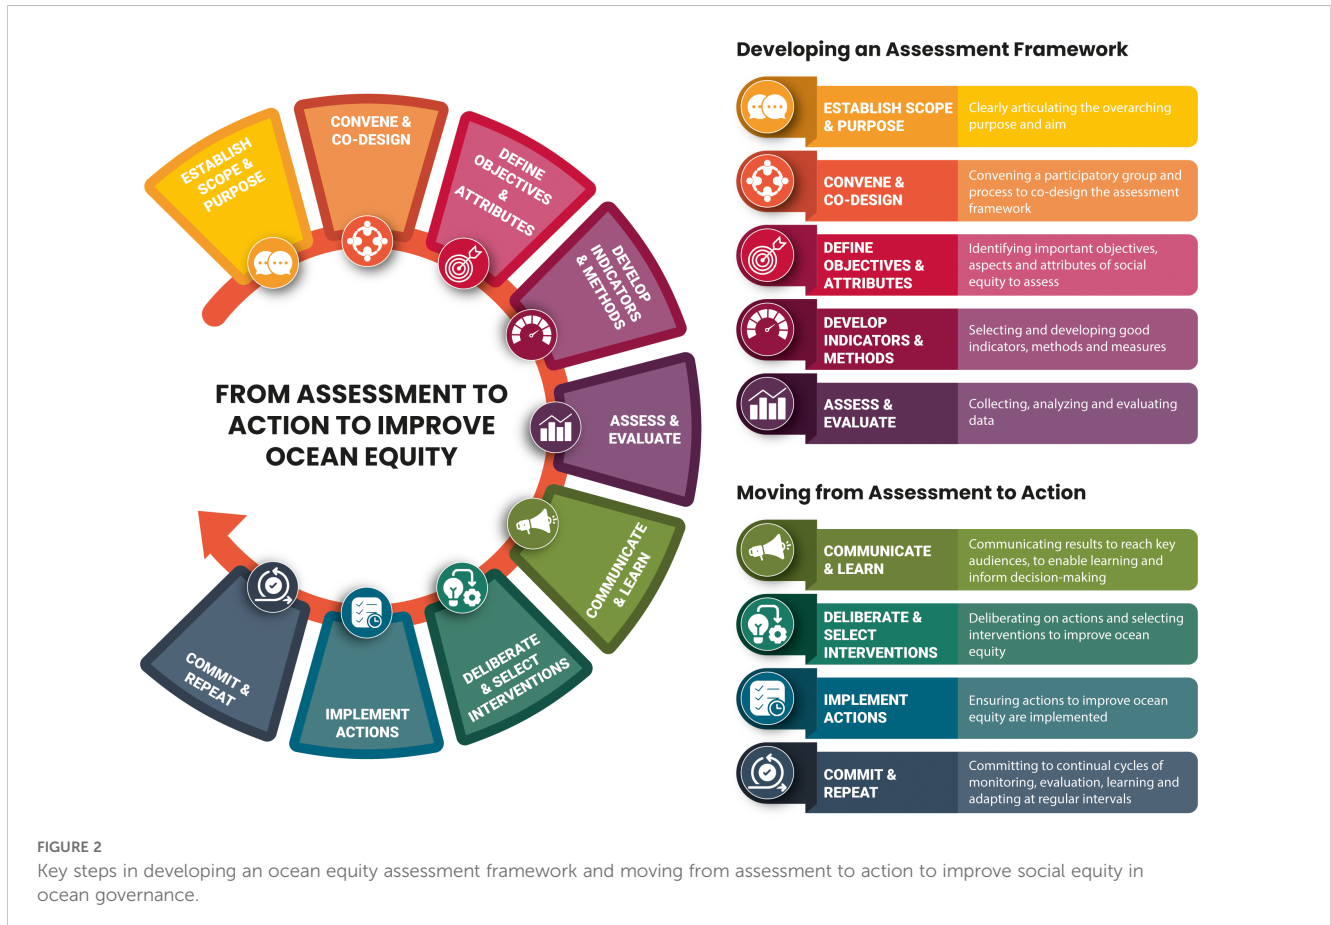 ESTABLISH
SCOPE &
PURPOSE
CONVENE &
CO-DESIGN
DEFINE
OBJECTIVES
&
ATTRIBUTES
DEVELOP
INDICATORS
& METHODS
ASSESS &
EVALUATE
COMMUNICATE
& LEARN
DELIBERATE
& SELECT
INTERVENTIONS
IMPLEMENT
ACTIONS
COMMIT &
REPEAT
FROM ASSESSMENT TO
ACTION TO IMPROVE
OCEAN EQUITY
Developing an Assessment Framework
ESTABLISH SCOPE
& PURPOSE
Clearly articulating the overarching
purpose and aim
CONVENE &
CO-DESIGN
Convening a participatory group and
process to co-design the assessment
framework
DEFINE
OBJECTIVES &
ATTRIBUTES
Identifying important objectives,
aspects and attributes of social
equity to assess
DEVELOP
INDICATORS &
METHODS
Selecting and developing good
indicators, methods and measures
ASSESS &
EVALUATE
Collecting, analyzing and evaluating
data
Moving from Assessment to Action
COMMUNICATE
& LEARN
Communicating results to reach key
audiences, to enable learning and
inform decision-making
DELIBERATE &
SELECT
INTERVENTIONS
Deliberating on actions and selecting
interventions to improve ocean
equity
IMPLEMENT
ACTIONS
Ensuring actions to improve ocean
equity are implemented
COMMIT &
REPEAT
Committing to continual cycles of
monitoring, evaluation, learning and
adapting at regular intervals
FIGURE 2
Key steps in developing an ocean equity assessment framework and moving from assessment to action to improve social equity in
ocean governance.